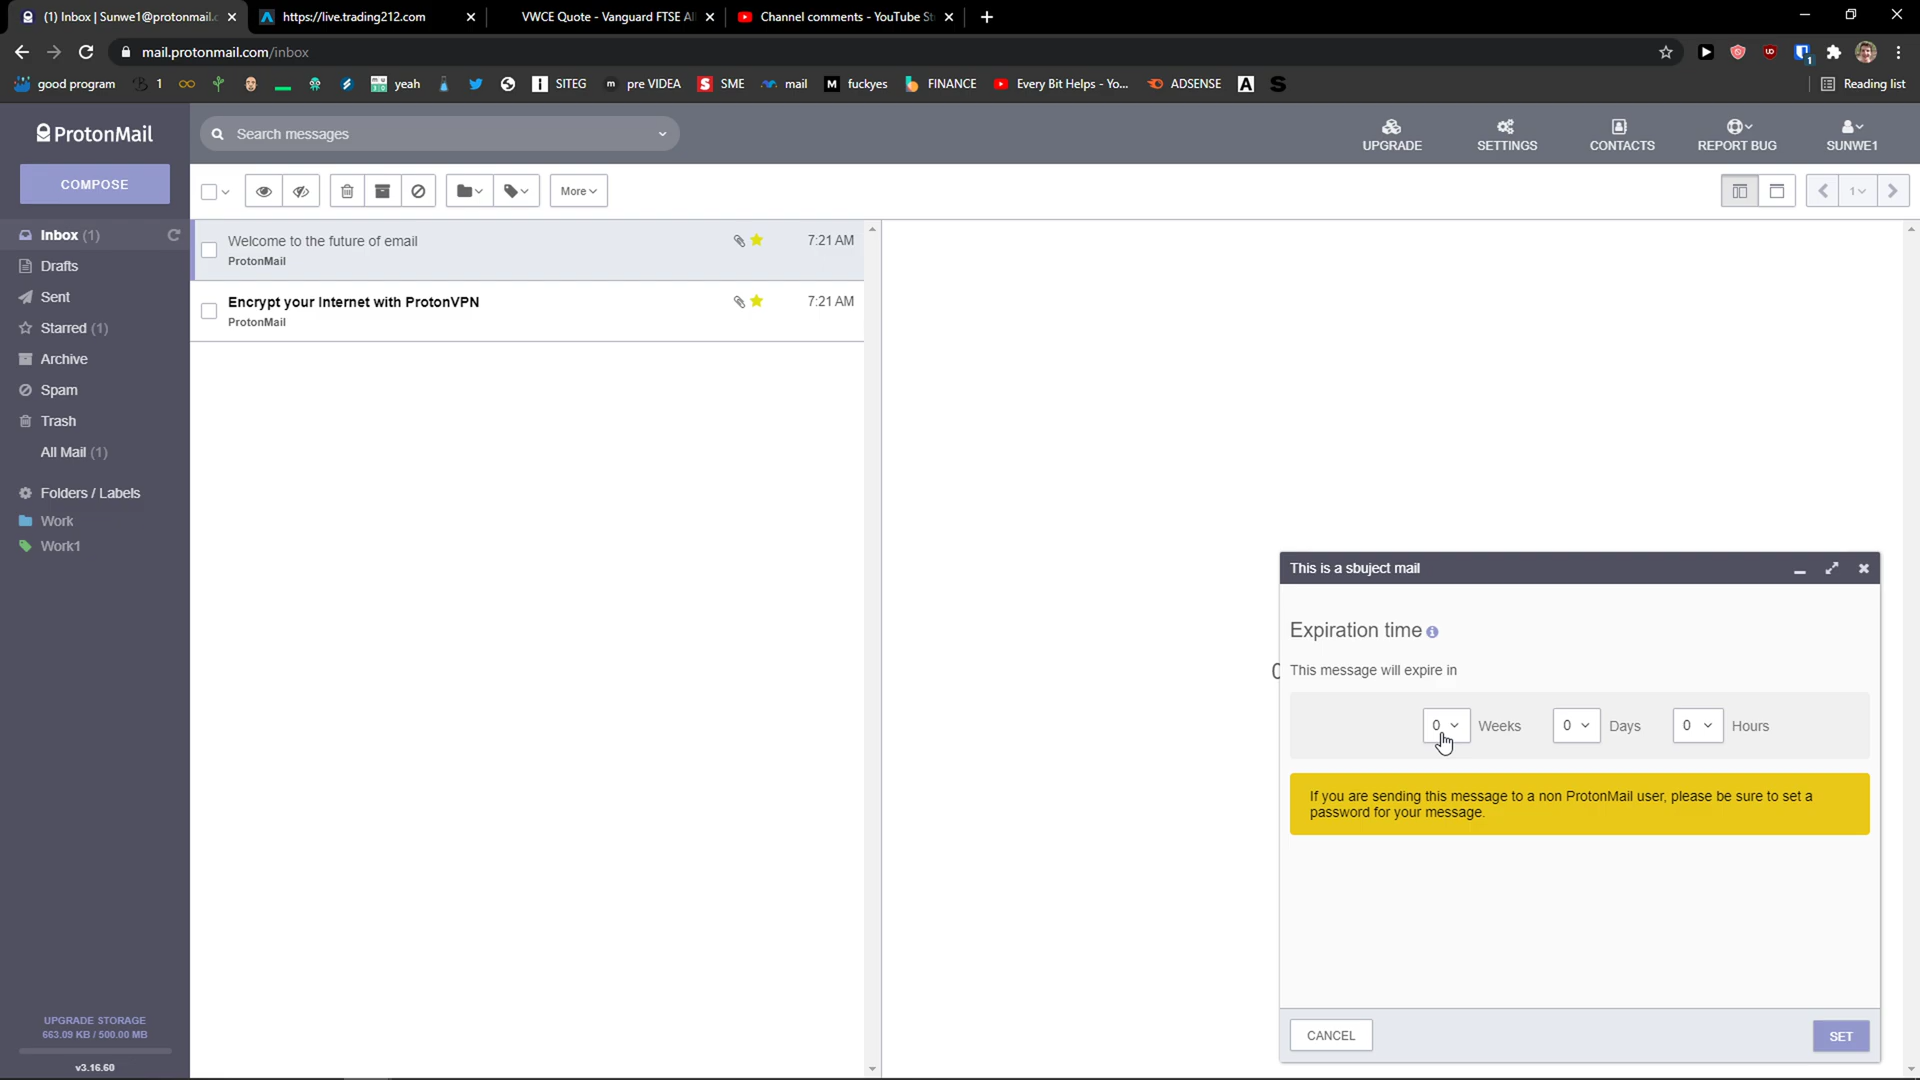 (1) Inbox | Sunwe1@protonmail.c
https://live.trading212.com
VWCE Quote - Vanguard FTSE Al
Channel comments - YouTube St
mail.protonmail.com/inbox
good program
1
yeah
SITEG
pre VIDEA
SME
mail
fuckyes
FINANCE
Every Bit Helps - Yo...
ADSENSE
Reading list
ProtonMail
Search messages
UPGRADE
SETTINGS
CONTACTS
REPORT BUG
SUNWE1
COMPOSE
More
1
Inbox (1)
Drafts
Sent
Starred (1)
Archive
Spam
Trash
All Mail (1)
Folders / Labels
Work
Work1
Welcome to the future of email
7:21 AM
ProtonMail
Encrypt your Internet with ProtonVPN
7:21 AM
ProtonMail
This is a sbuject mail
Expiration time
This message will expire in
0 Weeks 0 Days 0 Hours
If you are sending this message to a non ProtonMail user, please be sure to set a
password for your message.
CANCEL
SET
UPGRADE STORAGE
663.09 KB / 500.00 MB
v3.16.60